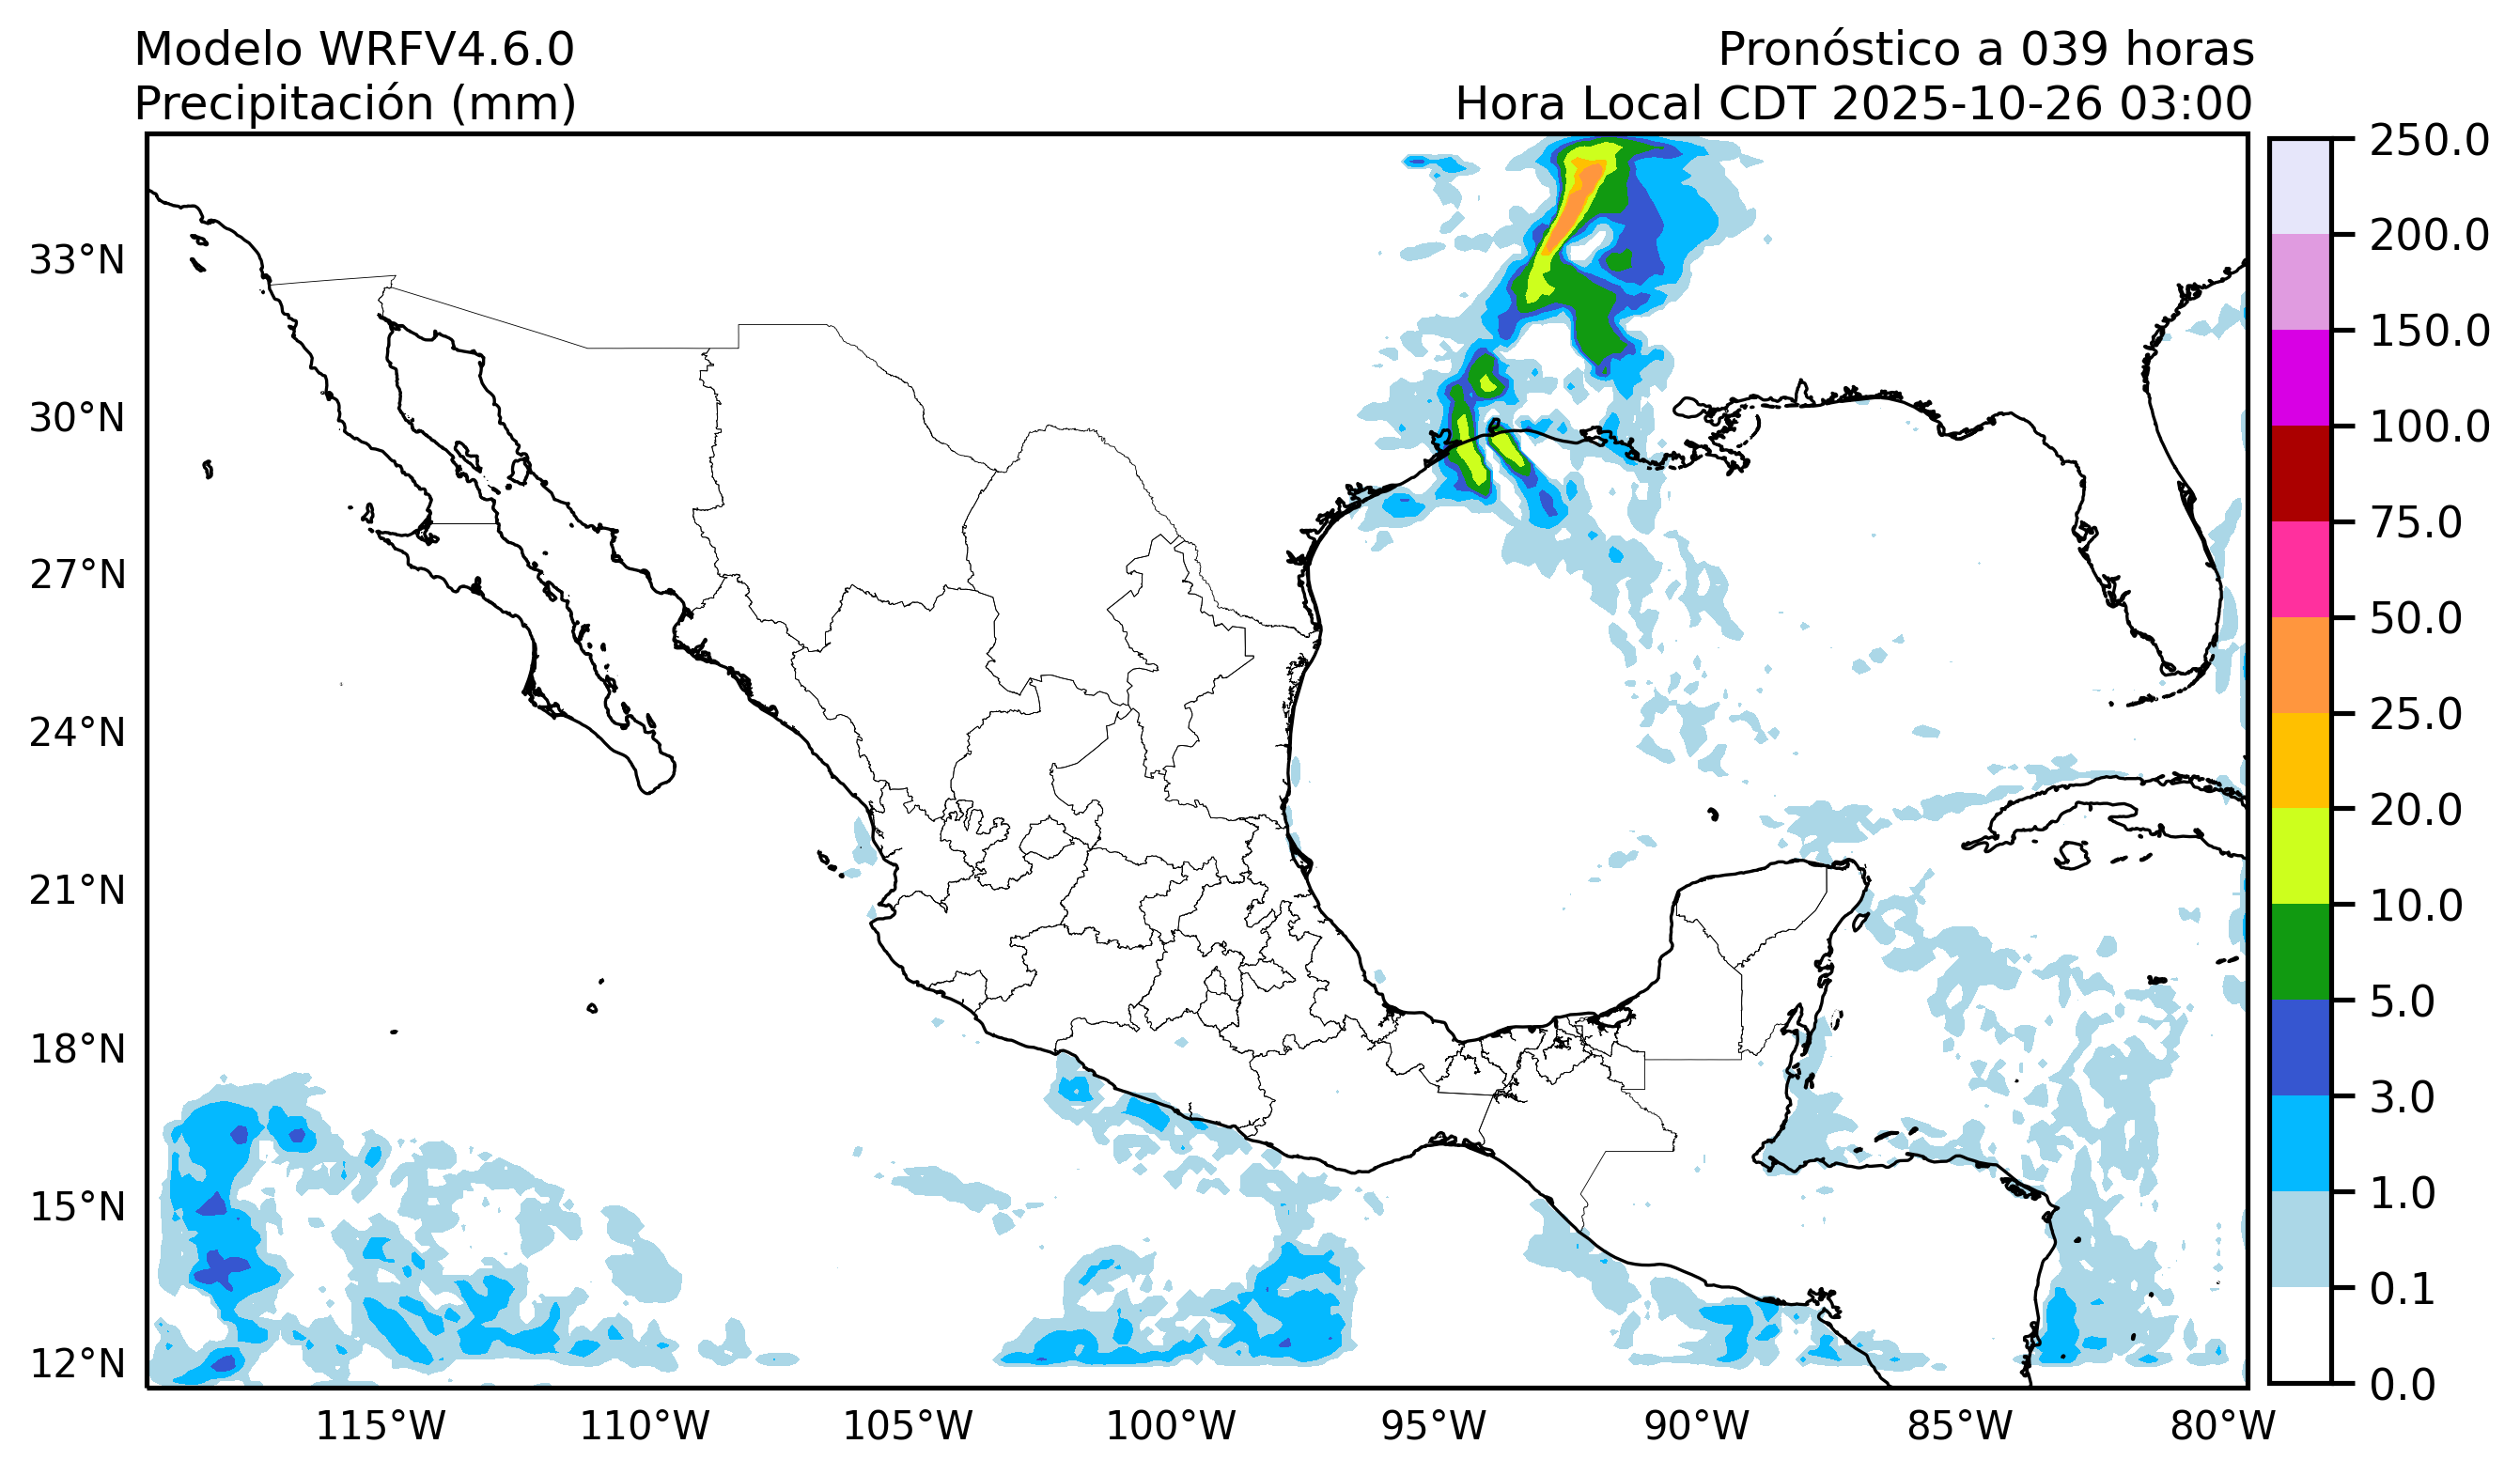 Modelo WRFV4.6.0
Precipitación (mm)
Pronóstico a 039 horas
Hora Local CDT 2025-10-26 03:00
33°N
30°N
27°N
24°N
21°N
18°N
15°N
12°N
115°W
110°W
105°W
100°W
95°W
90°W
85°W
80°W
250.0
200.0
150.0
100.0
75.0
50.0
25.0
20.0
10.0
5.0
3.0
1.0
0.1
0.0